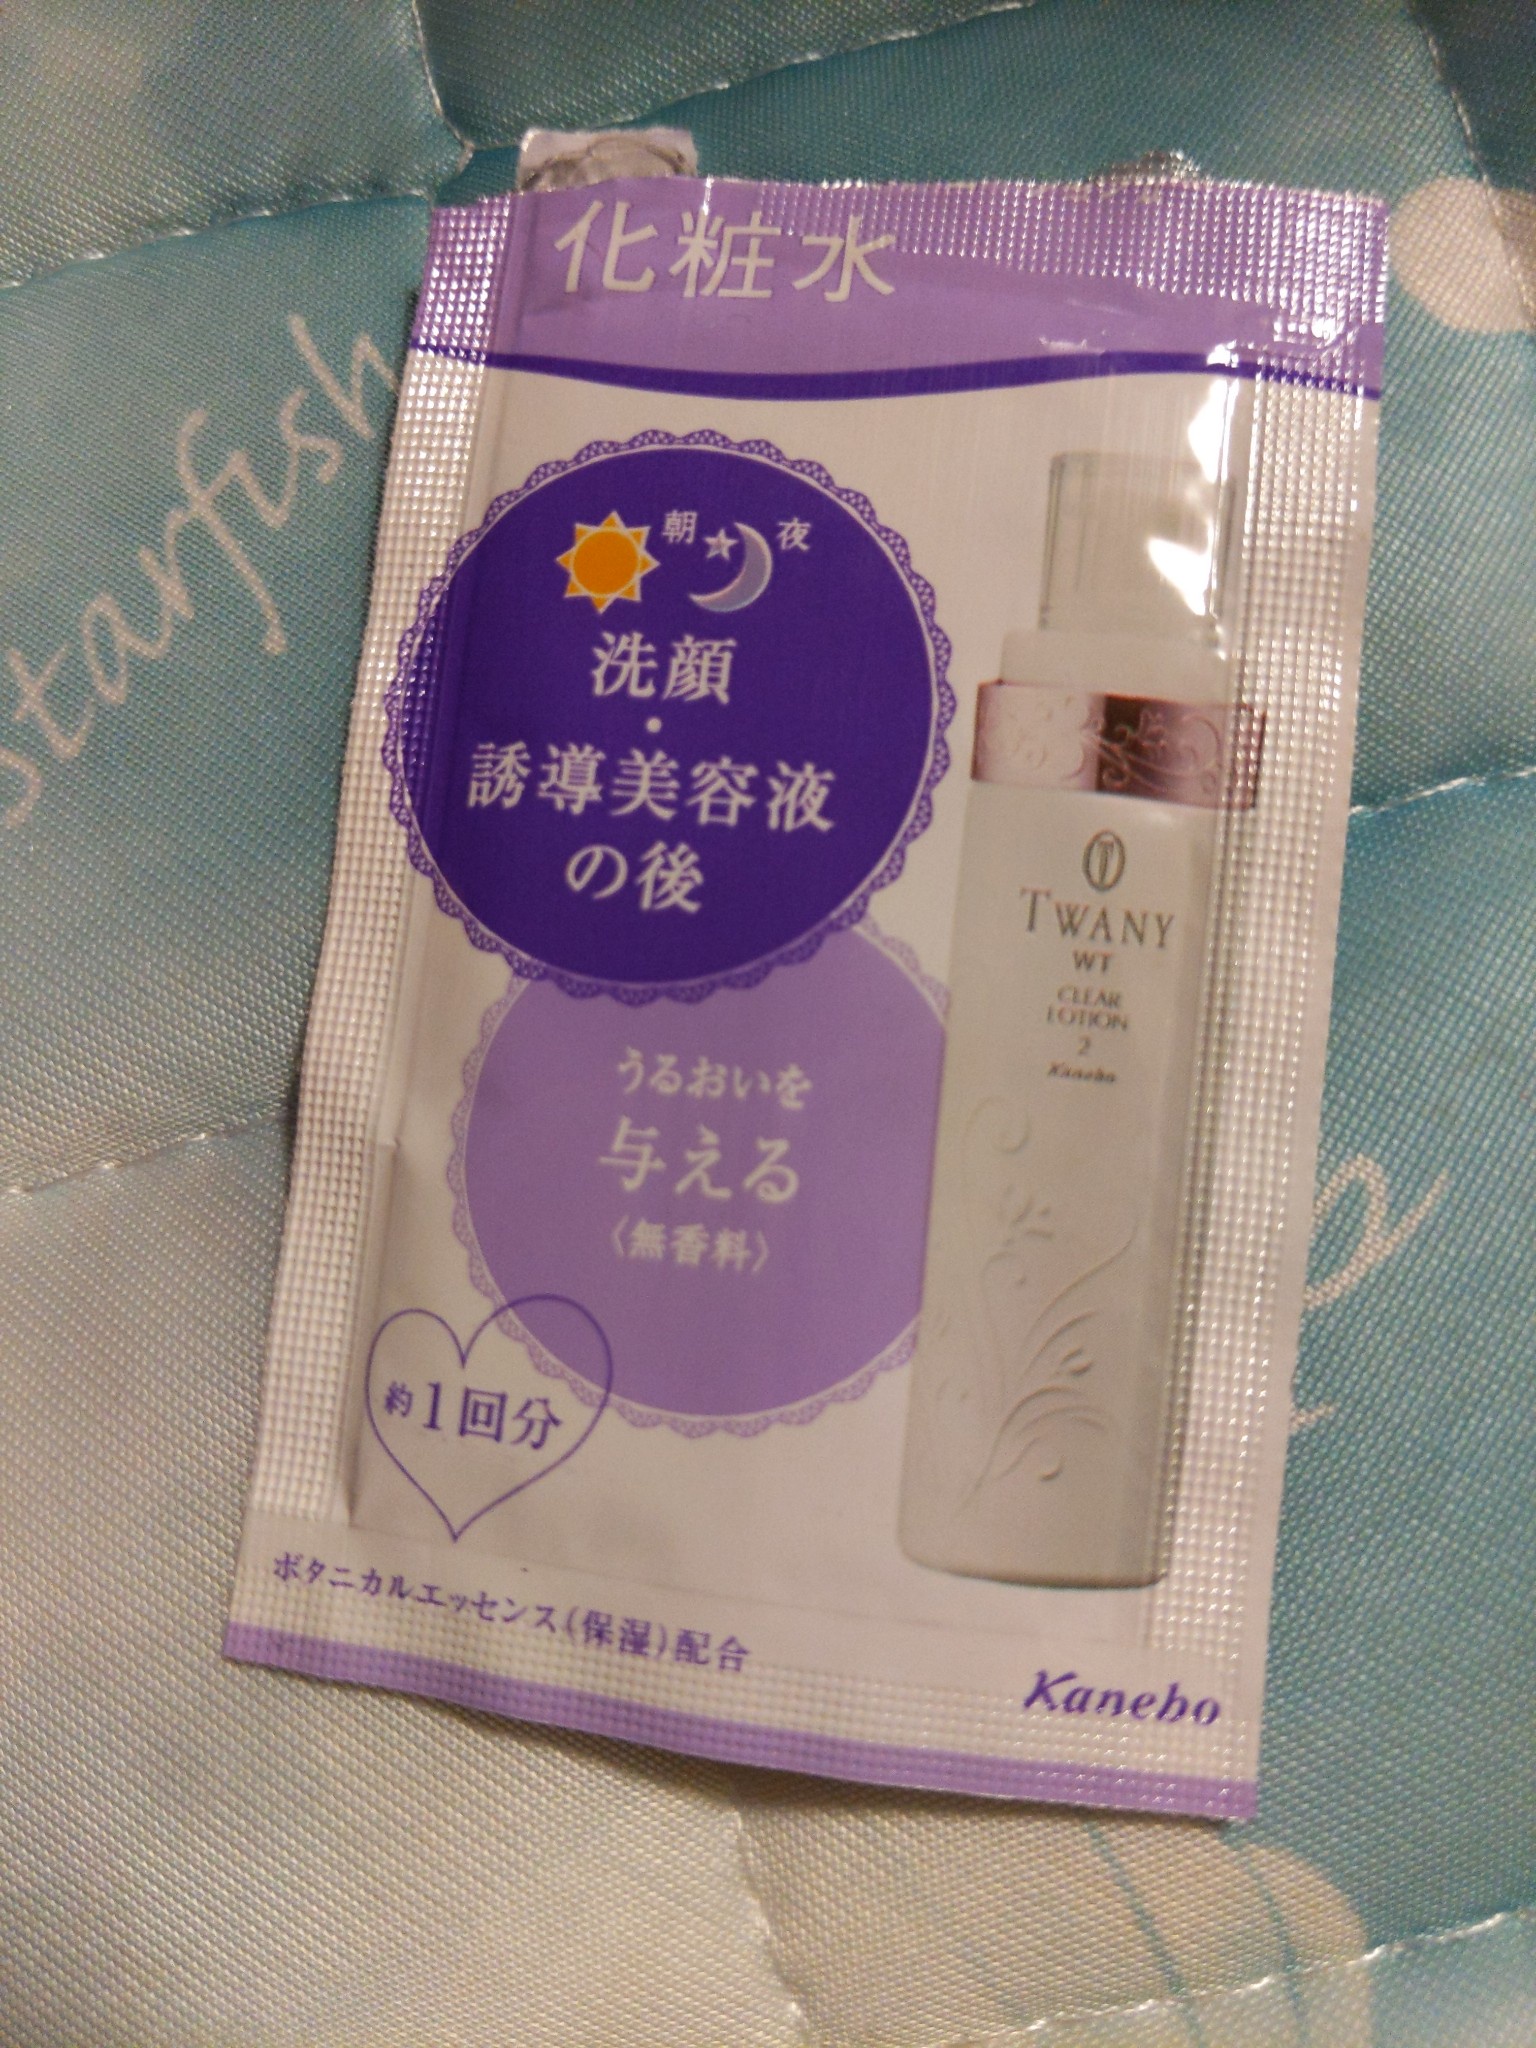 化粧水
朝 夜
洗顔
・
誘導美容液
の後
うるおいを
与える
〈無香料〉
約1回分
ボタニカルエッセンス(保湿)配合
Kanebo
T
TWANY
WT
CLEAR
LOTION
2
Kanebo
starfish